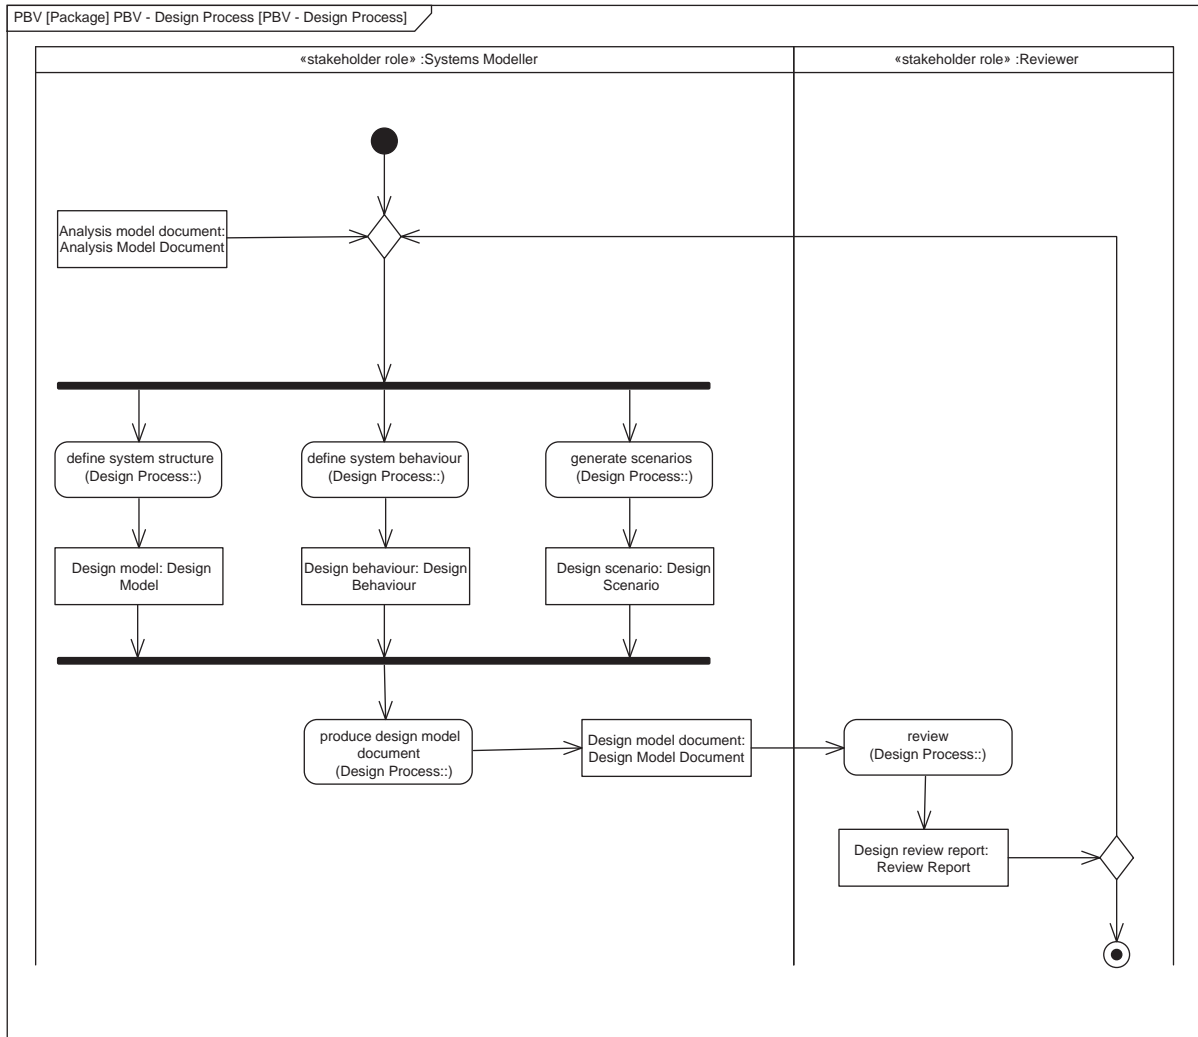 PBV [Package] PBV - Design Process [PBV - Design Process]
«stakeholder role» :Systems Modeller
«stakeholder role» :Reviewer
Analysis model document:
Analysis Model Document
define system structure
(Design Process::)
define system behaviour
(Design Process::)
generate scenarios
(Design Process::)
Design model: Design
Model
Design behaviour: Design
Behaviour
Design scenario: Design
Scenario
produce design model
document
(Design Process::)
Design model document:
Design Model Document
review
(Design Process::)
Design review report:
Review Report